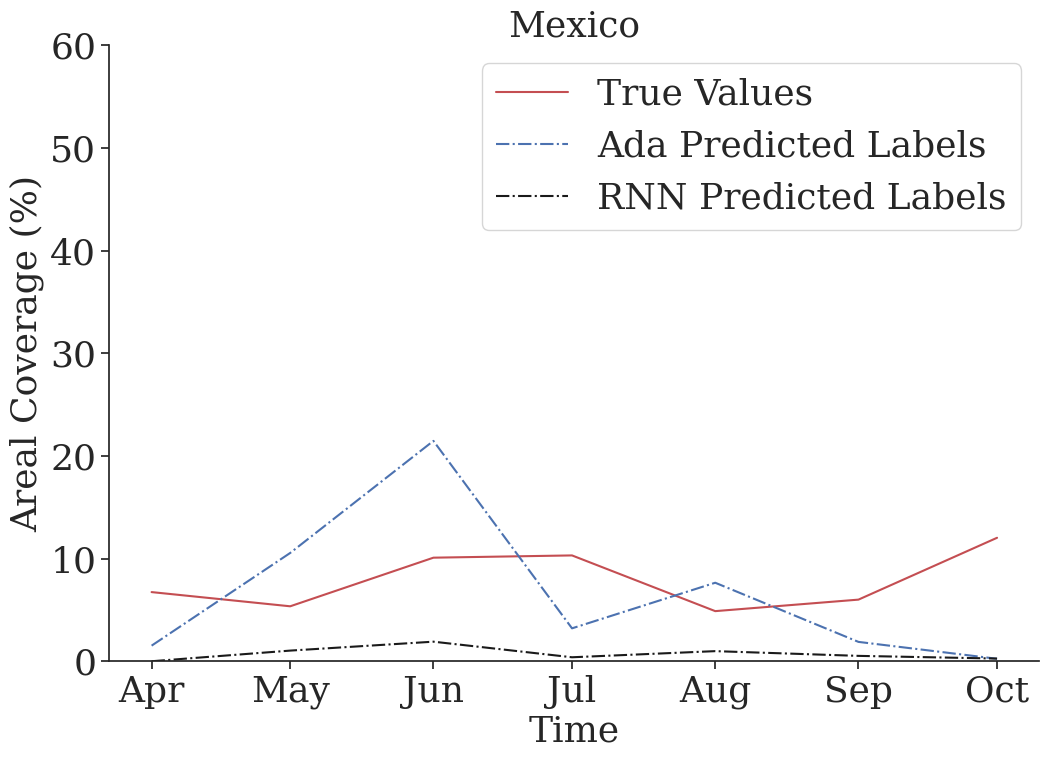 Mexico
60
50
40
30
20
10
0
Areal Coverage (%)
True Values
Ada Predicted Labels
RNN Predicted Labels
Apr May Jun Jul Aug Sep Oct
Time